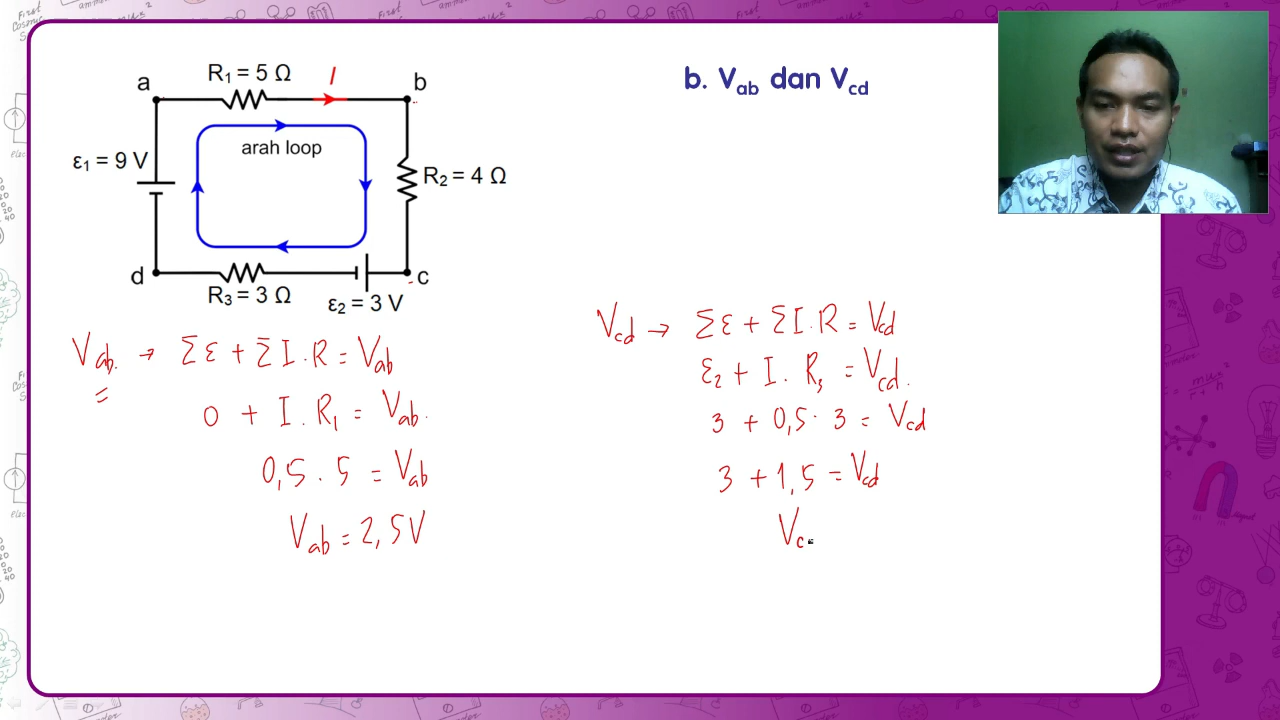 b. Vab dan Vcd
R1 = 5 Ω
I
a
b
arah loop
ε1 = 9 V
R2 = 4 Ω
d
c
R3 = 3 Ω
ε2 = 3 V
Vab. → Σε + Σ I . R = Vab
=
0 + I . R1 = Vab.
0,5 . 5 = Vab
Vab = 2,5V
Vcd → Σε + Σ I . R = Vcd
ε2 + I . R3 = Vcd.
3 + 0,5 . 3 = Vcd
3 + 1,5 = Vcd
Vc